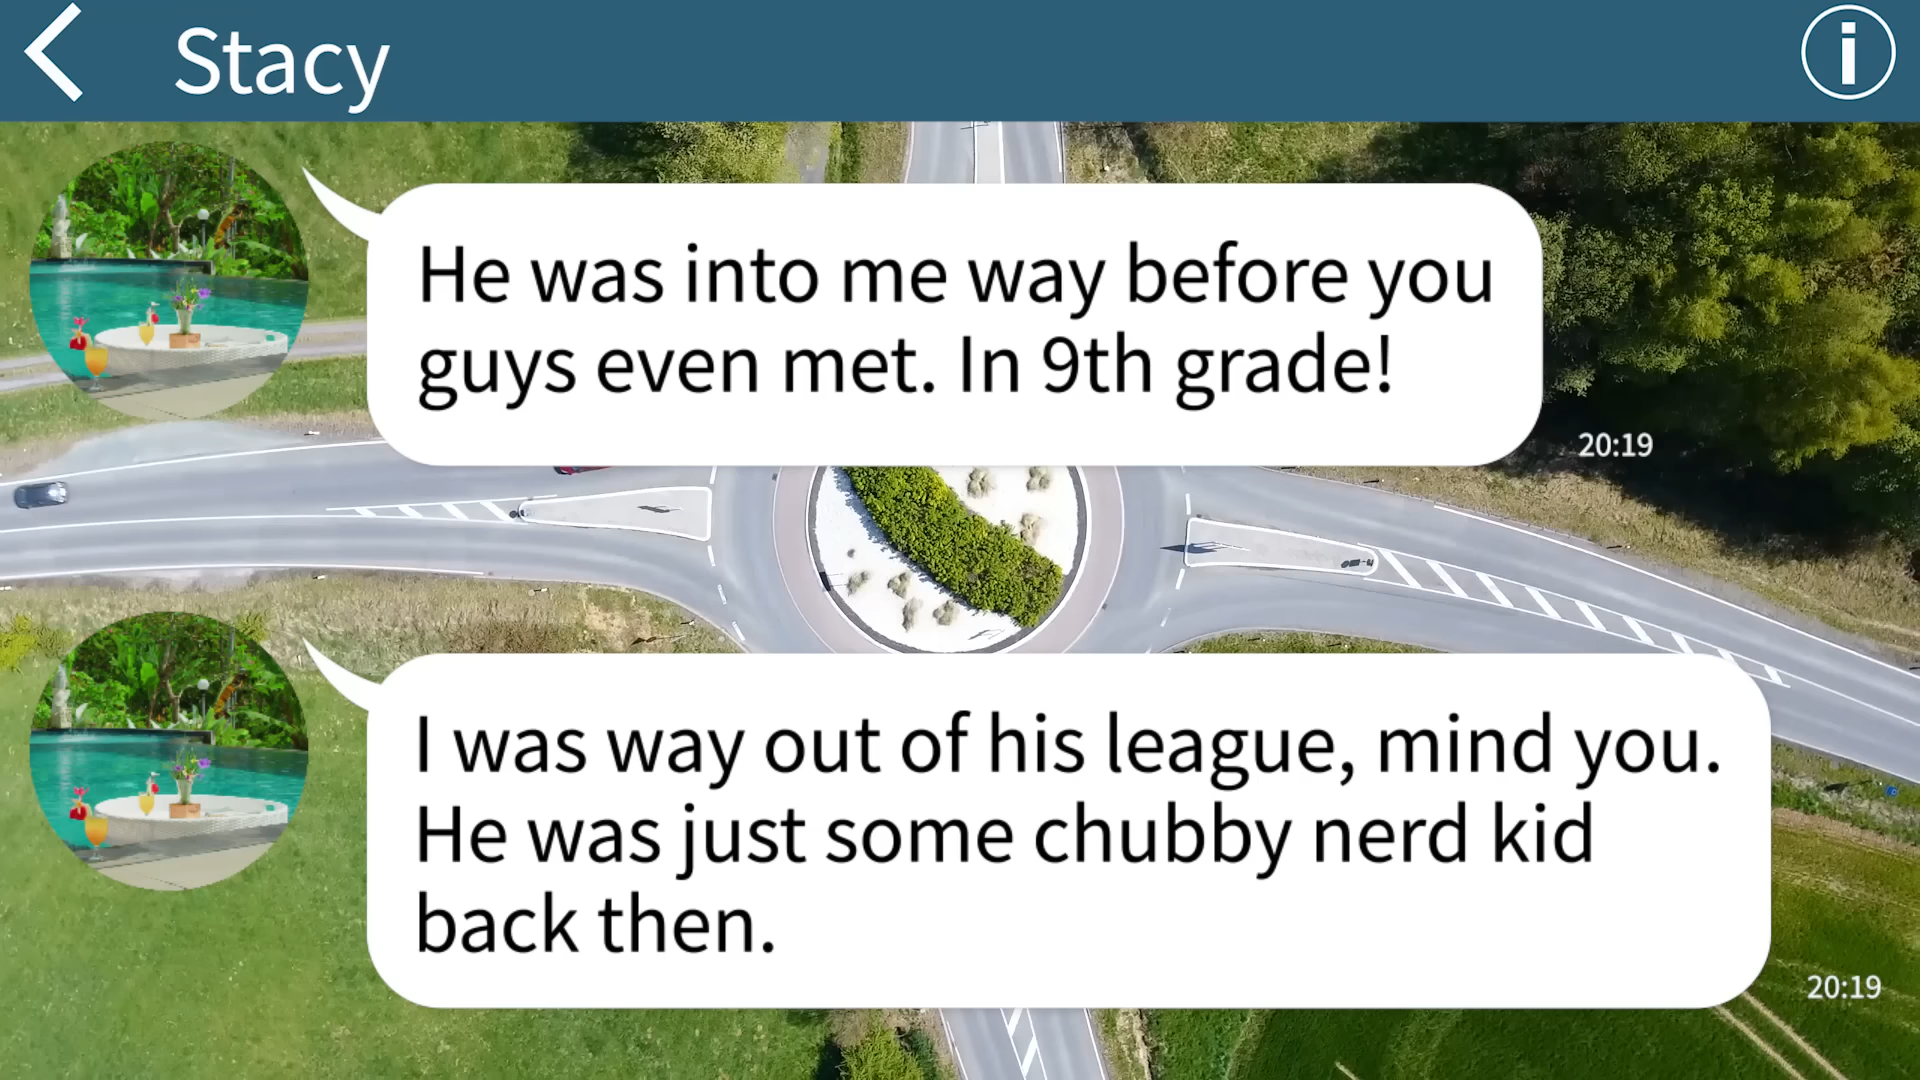 Stacy
He was into me way before you
guys even met. In 9th grade!
20:19
I was way out of his league, mind you.
He was just some chubby nerd kid
back then.
20:19